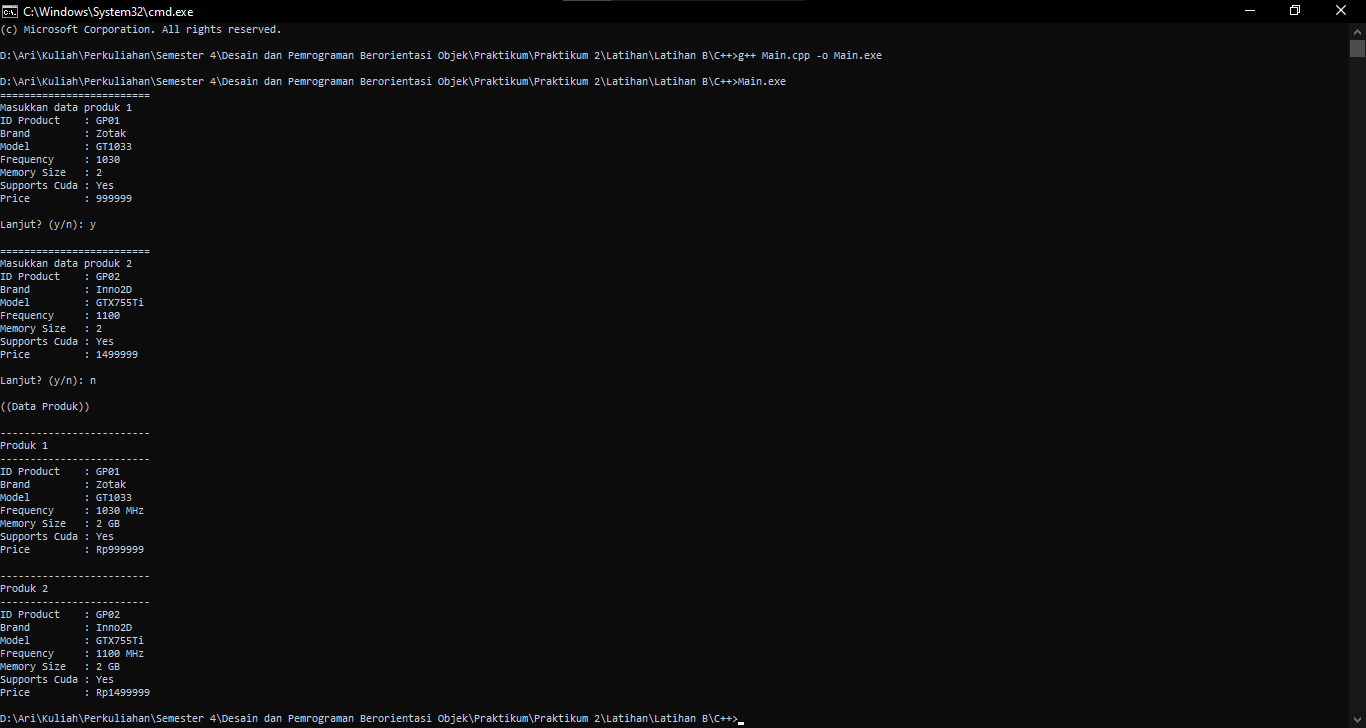 C:\Windows\System32\cmd.exe
(c) Microsoft Corporation. All rights reserved.
D:\Ari\Kuliah\Perkuliahan\Semester 4\Desain dan Pemrograman Berorientasi Objek\Praktikum\Praktikum 2\Latihan\Latihan B\C++>g++ Main.cpp -o Main.exe
D:\Ari\Kuliah\Perkuliahan\Semester 4\Desain dan Pemrograman Berorientasi Objek\Praktikum\Praktikum 2\Latihan\Latihan B\C++>Main.exe
=========================
Masukkan data produk 1
ID Product    : GP01
Brand         : Zotak
Model         : GT1033
Frequency     : 1030
Memory Size   : 2
Supports Cuda : Yes
Price         : 999999
Lanjut? (y/n): y
=========================
Masukkan data produk 2
ID Product    : GP02
Brand         : Inno2D
Model         : GTX755Ti
Frequency     : 1100
Memory Size   : 2
Supports Cuda : Yes
Price         : 1499999
Lanjut? (y/n): n
((Data Produk))
-------------------------
Produk 1
-------------------------
ID Product    : GP01
Brand         : Zotak
Model         : GT1033
Frequency     : 1030 MHz
Memory Size   : 2 GB
Supports Cuda : Yes
Price         : Rp999999
-------------------------
Produk 2
-------------------------
ID Product    : GP02
Brand         : Inno2D
Model         : GTX755Ti
Frequency     : 1100 MHz
Memory Size   : 2 GB
Supports Cuda : Yes
Price         : Rp1499999
D:\Ari\Kuliah\Perkuliahan\Semester 4\Desain dan Pemrograman Berorientasi Objek\Praktikum\Praktikum 2\Latihan\Latihan B\C++>